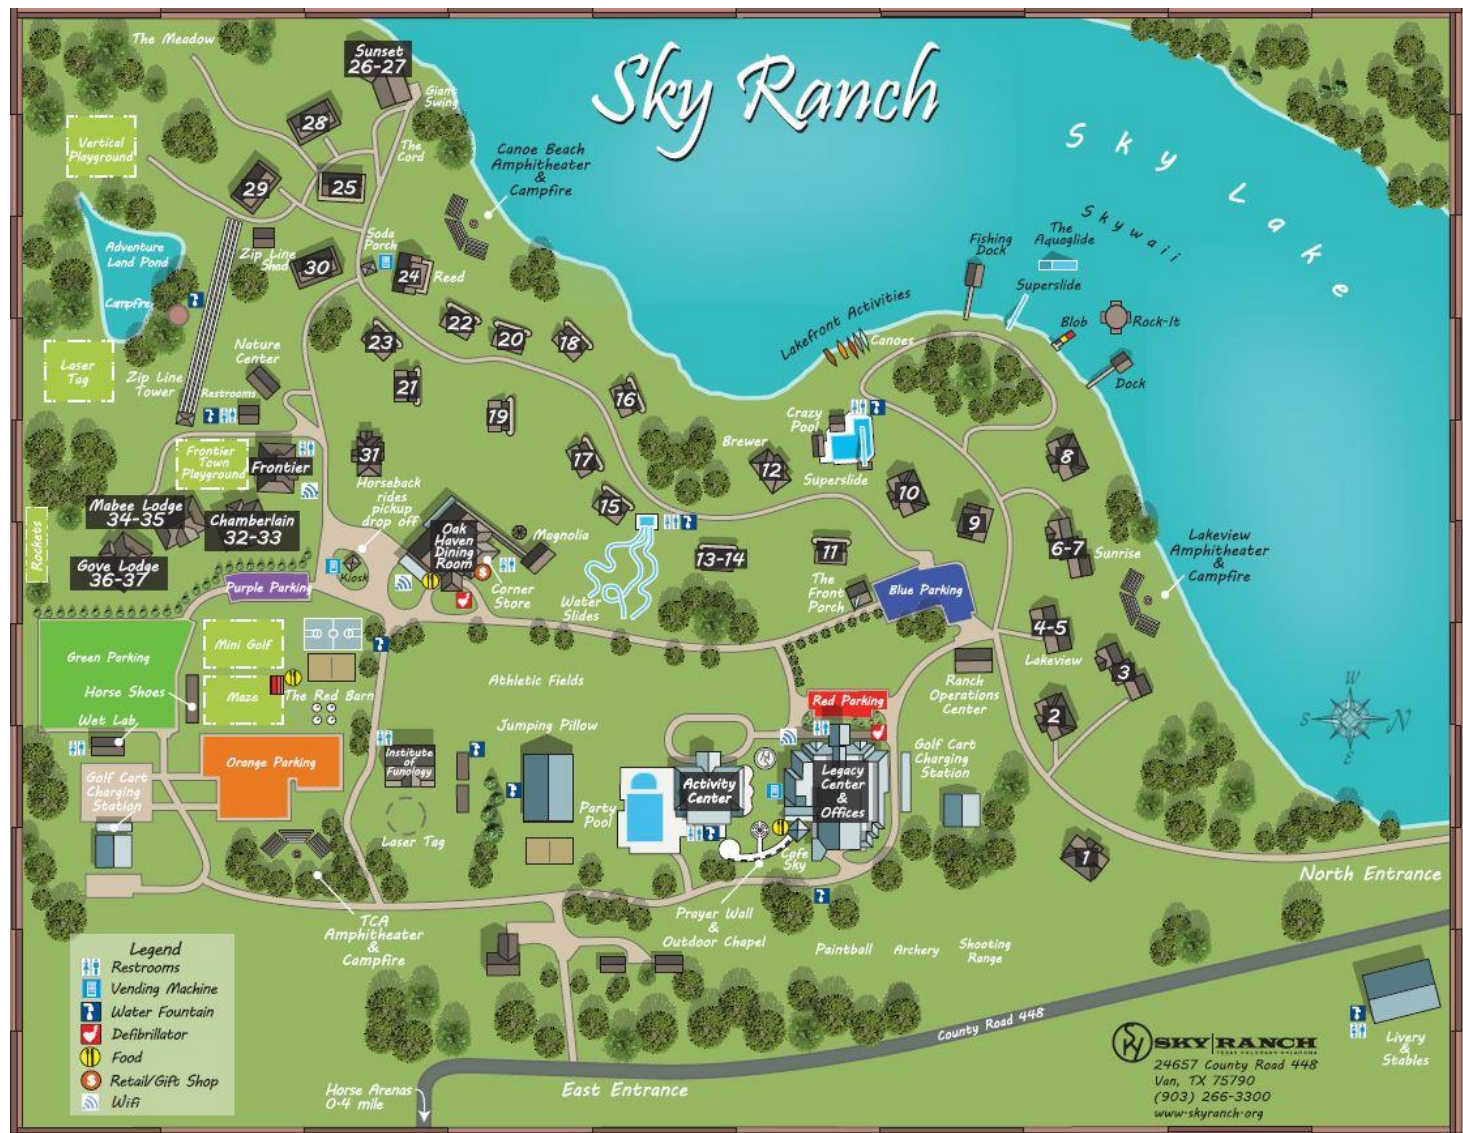 Sky Ranch
The Meadow
Sunset
26-27
Giant
Swing
28
The
Cord
Vertical
Playground
29
25
Canoe Beach
Amphitheater
&
Campfire
Sky Lake
Skywaii
Adventure
Land Pond
Campfire
Zip Line
Shed
30
Soda
Porch
24
Reed
Fishing
Dock
The
Aquaglide
Superslide
Lakefront Activities
Canoes
Blob
Rock-It
Dock
Laser
Tag
Zip Line
Tower
Nature
Center
Restrooms
23
22
20
18
21
19
16
Crazy
Pool
Brewer
12
Superslide
17
15
10
8
9
Frontier
Town
Playground
Frontier
31
Horseback
rides
pickup
drop off
Mabee Lodge
34-35
Chamberlain
32-33
Gove Lodge
36-37
Rockets
Oak
Haven
Dining
Room
Magnolia
Kiosk
Corner
Store
Water
Slides
13-14
11
The
Front
Porch
6-7
Sunrise
Lakeview
Amphitheater
&
Campfire
Purple Parking
Blue Parking
4-5
Lakeview
3
2
1
Green Parking
Mini Golf
Horse Shoes
Maze
The Red Barn
Athletic Fields
Wet Lab
Orange Parking
Golf Cart
Charging
Station
Institute
of
Funology
Laser Tag
Jumping Pillow
Party
Pool
Activity
Center
Red Parking
Ranch
Operations
Center
Legacy
Center
&
Offices
Golf Cart
Charging
Station
Cafe
Sky
Prayer Wall
&
Outdoor Chapel
TCA
Amphitheater
&
Campfire
Paintball
Archery
Shooting
Range
North Entrance
W
S
N
E
Legend
Restrooms
Vending Machine
Water Fountain
Defibrillator
Food
Retail/Gift Shop
Wifi
Horse Arenas
0.4 mile
East Entrance
County Road 448
Livery
&
Stables
SKY RANCH
TEXAS COLORADO OKLAHOMA
24657 County Road 448
Van, TX 75790
(903) 266-3300
www.skyranch.org